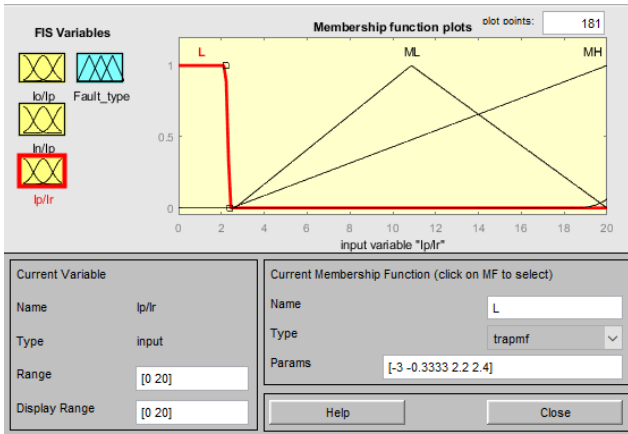 FIS Variables
Io/Ip
Fault_type
In/Ip
Ip/Ir
Membership function plots
plot points:
181
L
ML
MH
1
0.5
0
0 2 4 6 8 10 12 14 16 18 20
input variable "Ip/Ir"
Current Variable
Name Ip/Ir
Type input
Range [0 20]
Display Range [0 20]
Current Membership Function (click on MF to select)
Name L
Type trapmf
Params [-3 -0.3333 2.2 2.4]
Help
Close